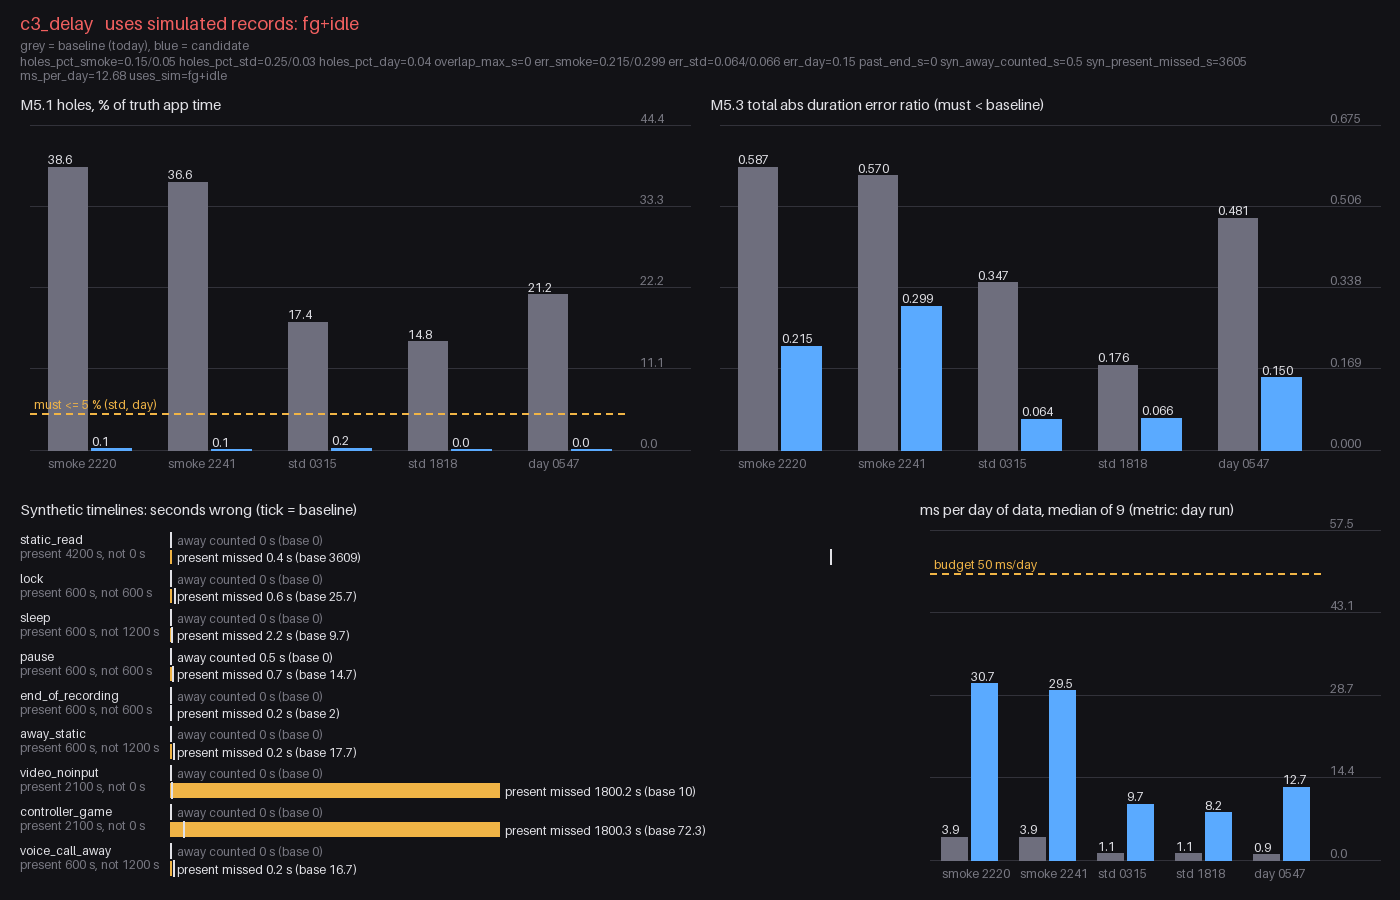 c3_delay uses simulated records: fg+idle
grey = baseline (today), blue = candidate
holes_pct_smoke=0.15/0.05 holes_pct_std=0.25/0.03 holes_pct_day=0.04 overlap_max_s=0 err_smoke=0.215/0.299 err_std=0.064/0.066 err_day=0.15 past_end_s=0 syn_away_counted_s=0.5 syn_present_missed_s=3605
ms_per_day=12.68 uses_sim=fg+idle
M5.1 holes, % of truth app time
44.4
38.6
36.6
33.3
22.2
21.2
17.4
14.8
11.1
must <= 5 % (std, day)
0.1
0.1
0.2
0.0
0.0
0.0
smoke 2220
smoke 2241
std 0315
std 1818
day 0547
M5.3 total abs duration error ratio (must < baseline)
0.675
0.587
0.570
0.506
0.481
0.347
0.338
0.299
0.215
0.176
0.169
0.150
0.064
0.066
0.000
smoke 2220
smoke 2241
std 0315
std 1818
day 0547
Synthetic timelines: seconds wrong (tick = baseline)
static_read
present 4200 s, not 0 s
away counted 0 s (base 0)
present missed 0.4 s (base 3609)
lock
present 600 s, not 600 s
away counted 0 s (base 0)
present missed 0.6 s (base 25.7)
sleep
present 600 s, not 1200 s
away counted 0 s (base 0)
present missed 2.2 s (base 9.7)
pause
present 600 s, not 600 s
away counted 0.5 s (base 0)
present missed 0.7 s (base 14.7)
end_of_recording
present 600 s, not 600 s
away counted 0 s (base 0)
present missed 0.2 s (base 2)
away_static
present 600 s, not 1200 s
away counted 0 s (base 0)
present missed 0.2 s (base 17.7)
video_noinput
present 2100 s, not 0 s
away counted 0 s (base 0)
present missed 1800.2 s (base 10)
controller_game
present 2100 s, not 0 s
away counted 0 s (base 0)
present missed 1800.3 s (base 72.3)
voice_call_away
present 600 s, not 1200 s
away counted 0 s (base 0)
present missed 0.2 s (base 16.7)
ms per day of data, median of 9 (metric: day run)
57.5
budget 50 ms/day
43.1
30.7
29.5
28.7
14.4
12.7
9.7
8.2
3.9
3.9
1.1
1.1
0.9
0.0
smoke 2220
smoke 2241
std 0315
std 1818
day 0547